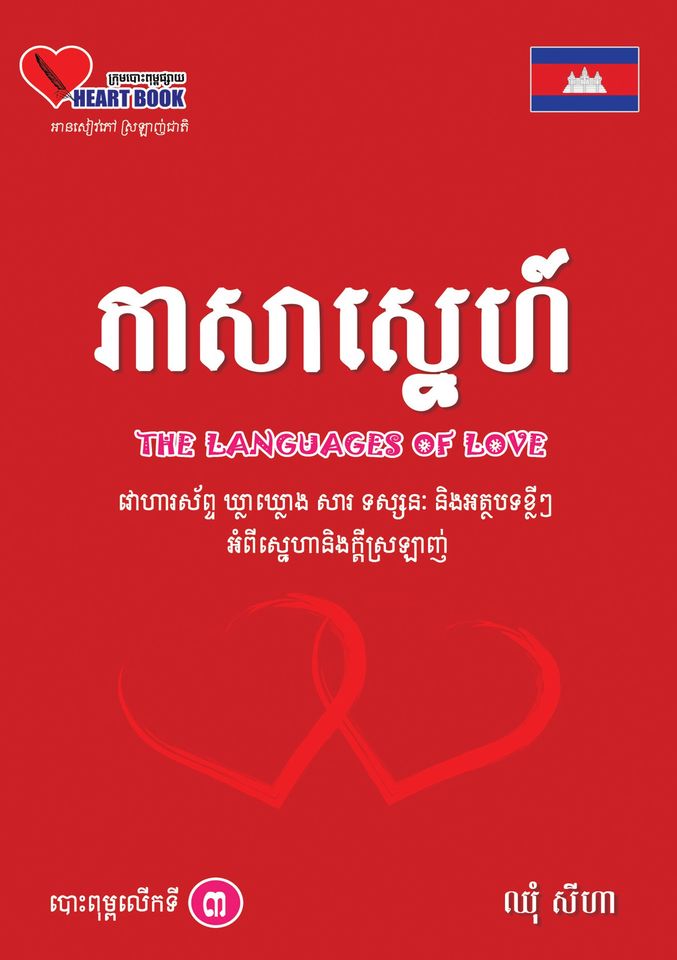 ក្រុមបោះពុម្ពផ្សាយ
HEART BOOK
អានសៀវភៅ ស្រឡាញ់ជាតិ
ភាសាស្នេហ៍
THE LANGUAGES OF LOVE
វោហារស័ព្ទ ឃ្លាឃ្លោង សារ ទស្សនៈ និងអត្ថបទខ្លីៗ
អំពីស្នេហានិងក្ដីស្រឡាញ់
បោះពុម្ពលើកទី ៣
ឈុំ សីហា